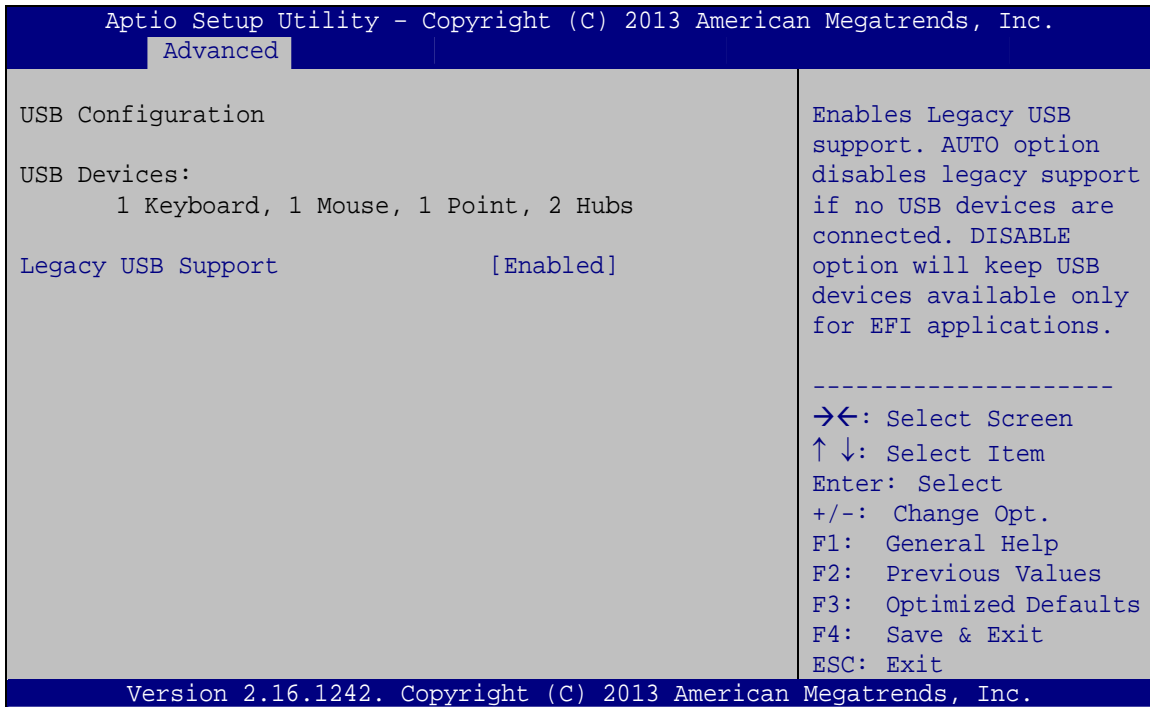 Aptio Setup Utility – Copyright (C) 2013 American Megatrends, Inc.
Advanced
USB Configuration
USB Devices:
1 Keyboard, 1 Mouse, 1 Point, 2 Hubs
Legacy USB Support [Enabled]
Enables Legacy USB
support. AUTO option
disables legacy support
if no USB devices are
connected. DISABLE
option will keep USB
devices available only
for EFI applications.
---------------------
→←: Select Screen
↑ ↓: Select Item
Enter: Select
+/-: Change Opt.
F1: General Help
F2: Previous Values
F3: Optimized Defaults
F4: Save & Exit
ESC: Exit
Version 2.16.1242. Copyright (C) 2013 American Megatrends, Inc.